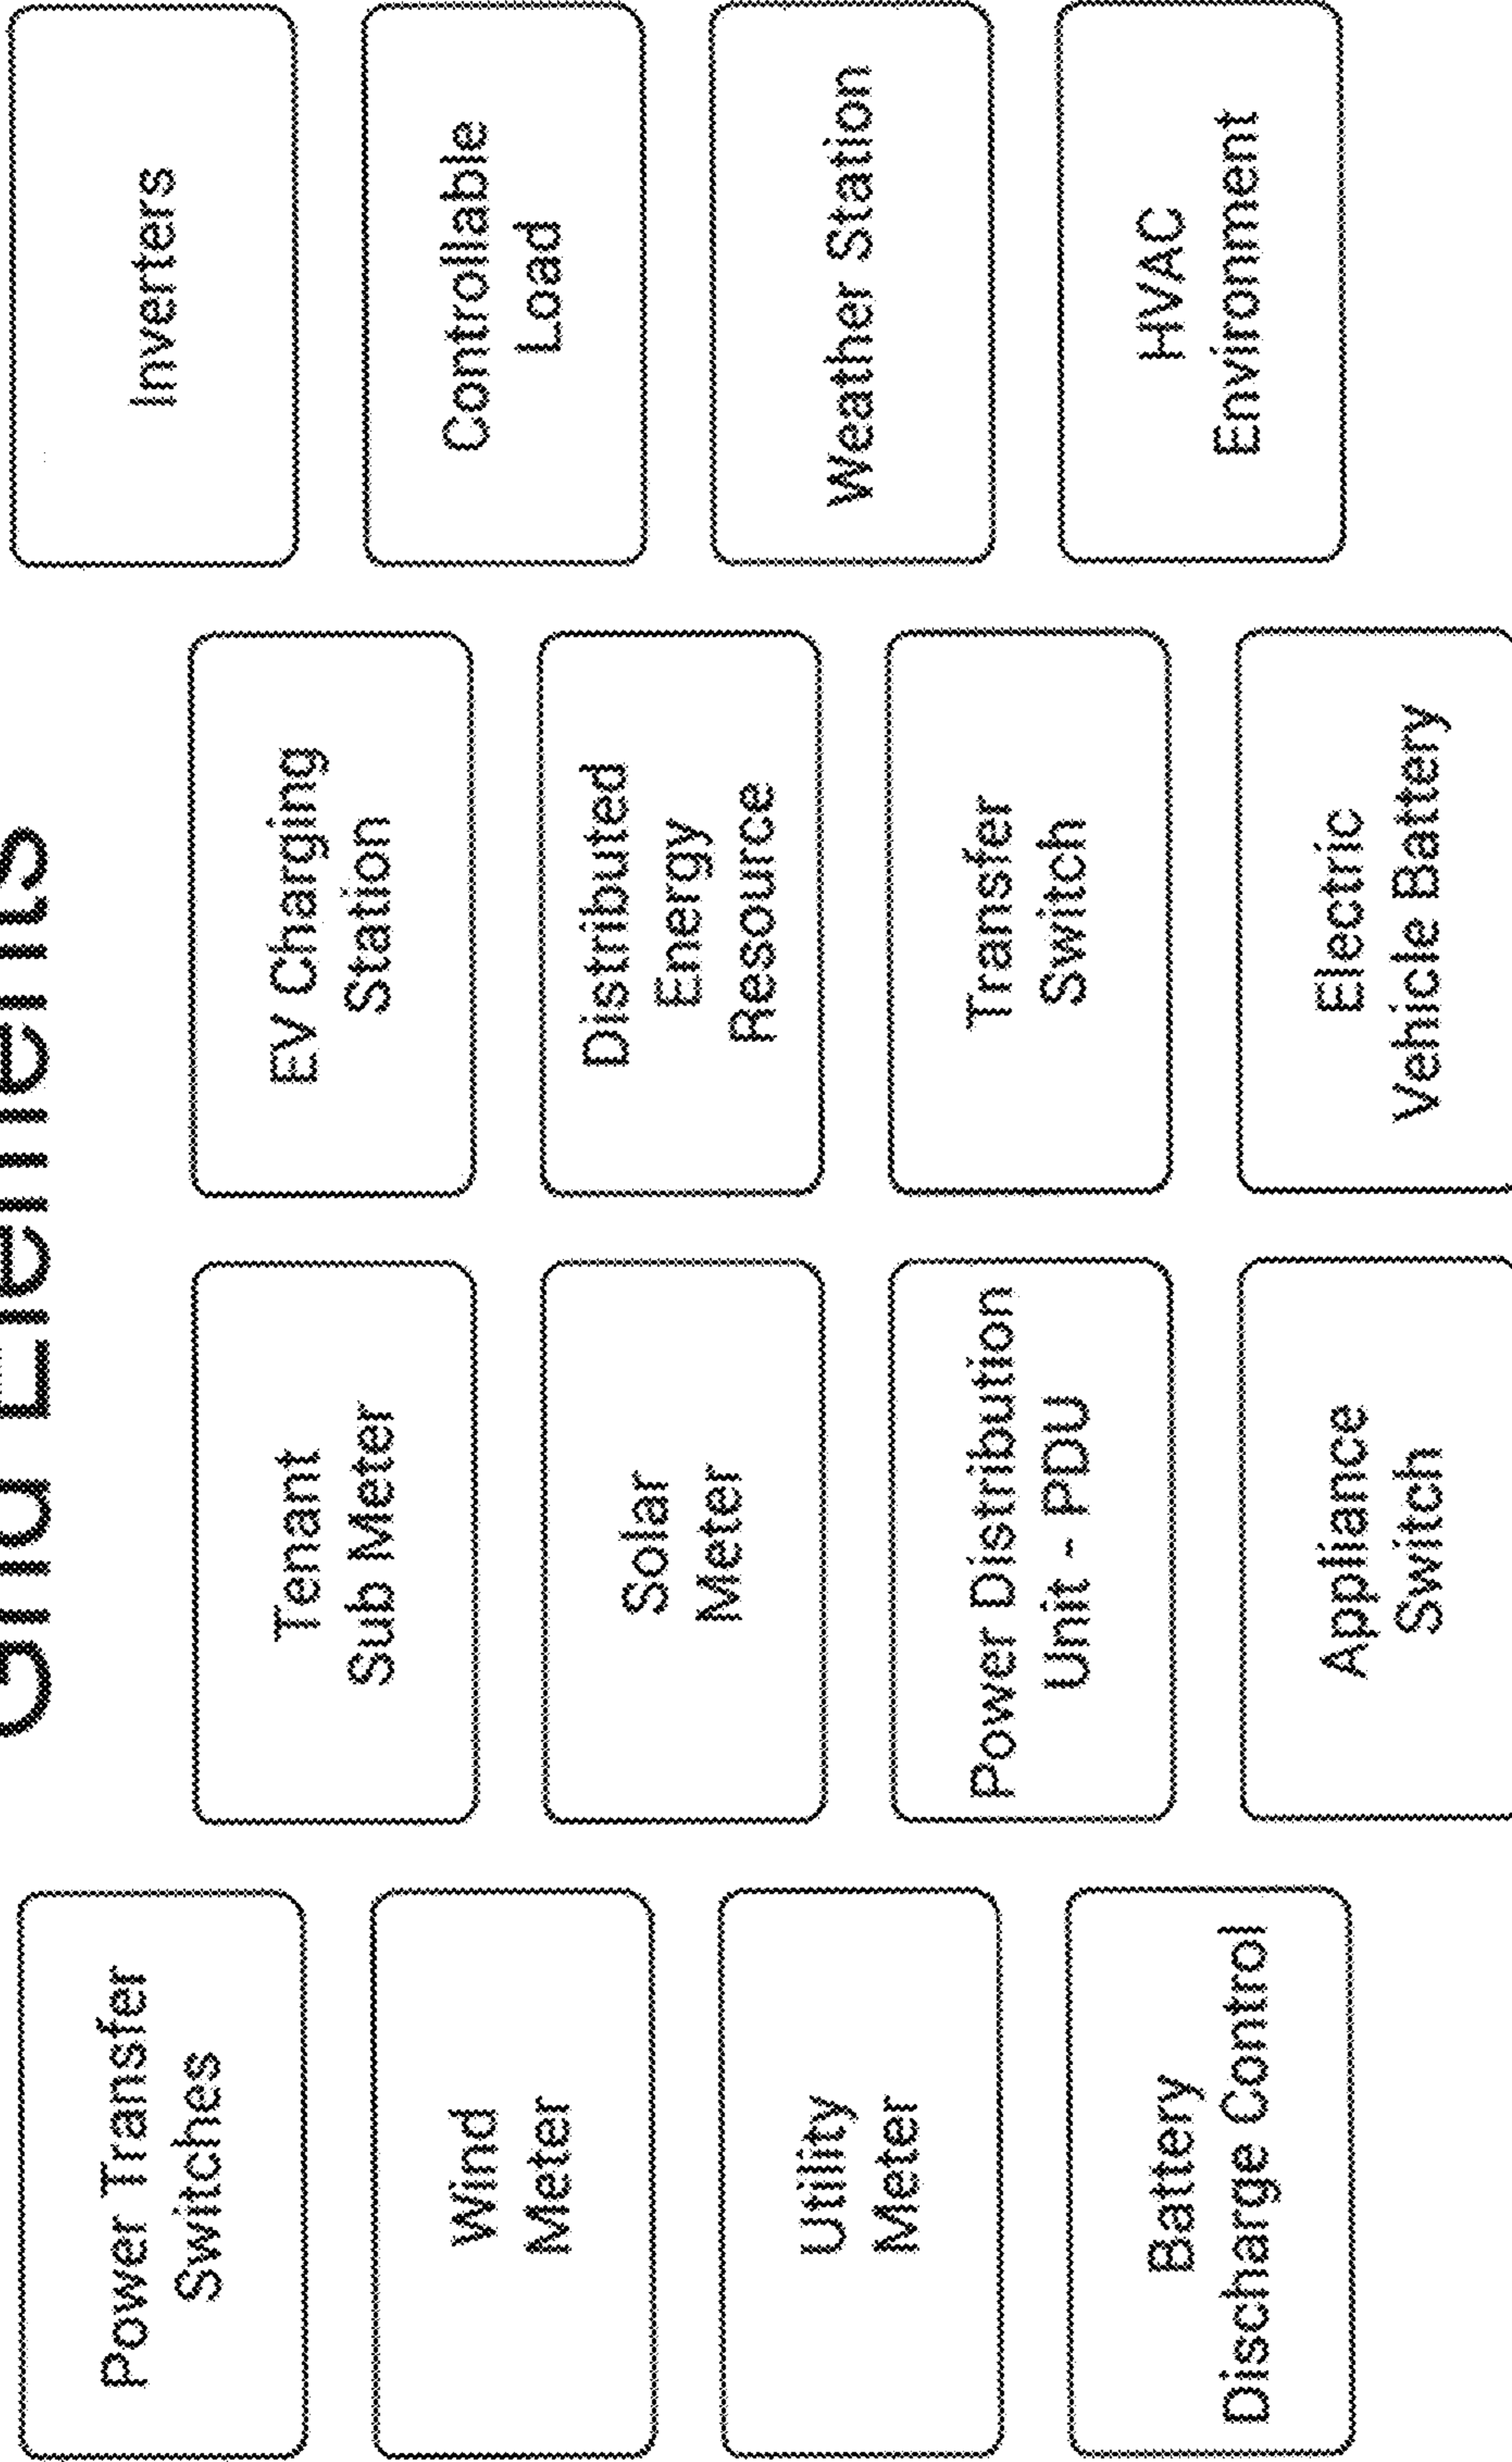 Grid Elements
Power Transfer
Switches
Wind
Meter
Utility
Meter
Battery
Discharge Control
Tenant
Sub Meter
Solar
Meter
Power Distribution
Unit - PDU
Appliance
Switch
EV Charging
Station
Distributed
Energy
Resource
Transfer
Switch
Electric
Vehicle Battery
Inverters
Controllable
Load
Weather Station
HVAC
Environment